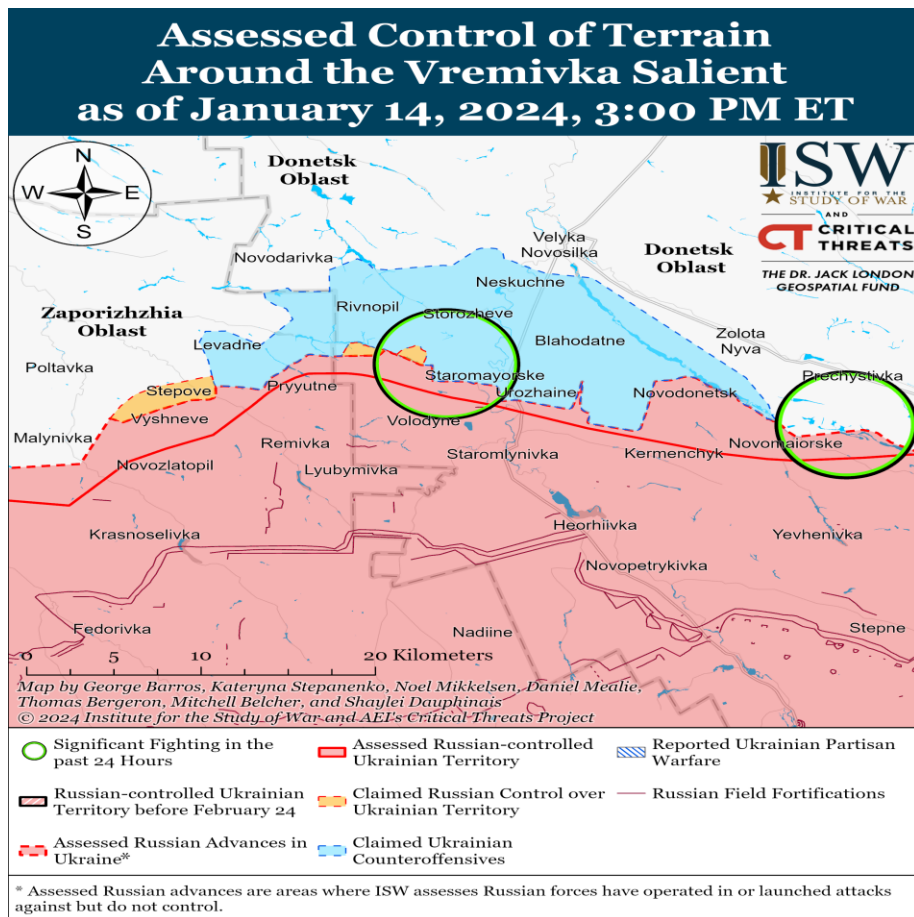 Assessed Control of Terrain
Around the Vremivka Salient
as of January 14, 2024, 3:00 PM ET
N
W
E
S
Donetsk
Oblast
ISW
INSTITUTE FOR THE
STUDY OF WAR
AND
CT CRITICAL
THREATS
THE DR. JACK LONDON
GEOSPATIAL FUND
Velyka
Novosilka
Donetsk
Oblast
Novodarivka
Neskuchne
Rivnopil
Storozheve
Zaporizhzhia
Oblast
Levadne
Blahodatne
Zolota
Nyva
Poltavka
Prechystivka
Staromayorske
Stepove
Pryyutne
Urozhaine
Novodonetsk
Vyshneve
Volodyne
Malynivka
Remivka
Novomaiorske
Staromlynivka
Kermenchyk
Novozlatopil
Lyubymivka
Krasnoselivka
Heorhiivka
Yevhenivka
Novopetrykivka
Fedorivka
Nadiine
Stepne
0 5 10 20 Kilometers
Map by George Barros, Kateryna Stepanenko, Noel Mikkelsen, Daniel Mealie,
Thomas Bergeron, Mitchell Belcher, and Shaylei Dauphinais
© 2024 Institute for the Study of War and AEI's Critical Threats Project
Significant Fighting in the
past 24 Hours
Assessed Russian-controlled
Ukrainian Territory
Reported Ukrainian Partisan
Warfare
Russian-controlled Ukrainian
Territory before February 24
Claimed Russian Control over
Ukrainian Territory
Russian Field Fortifications
Assessed Russian Advances in
Ukraine*
Claimed Ukrainian
Counteroffensives
* Assessed Russian advances are areas where ISW assesses Russian forces have operated in or launched attacks
against but do not control.